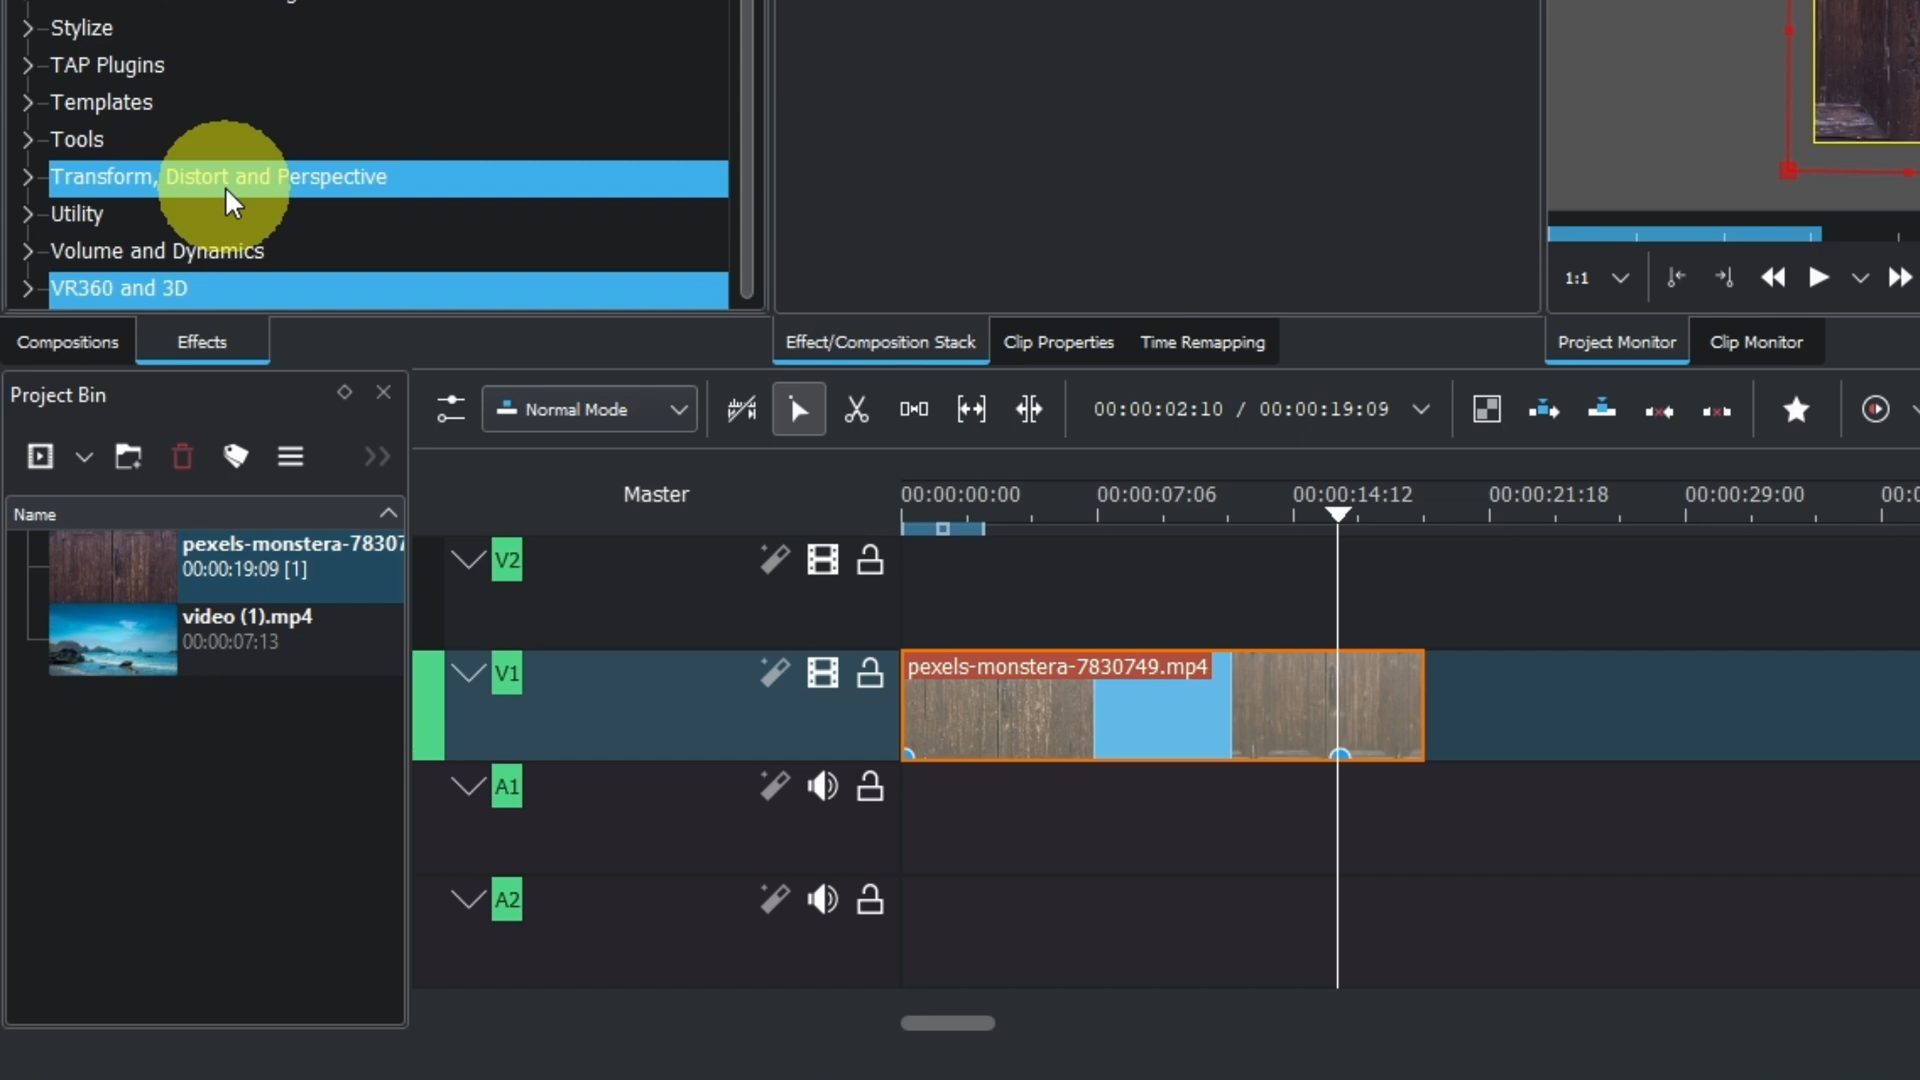 Stylize
TAP Plugins
Templates
Tools
Transform, Distort and Perspective
Utility
Volume and Dynamics
VR360 and 3D
1:1
Compositions
Effects
Effect/Composition Stack
Clip Properties
Time Remapping
Project Monitor
Clip Monitor
Project Bin
Normal Mode
00:00:02:10 / 00:00:19:09
Name
pexels-monstera-78307
00:00:19:09 [1]
video (1).mp4
00:00:07:13
Master
00:00:00:00
00:00:07:06
00:00:14:12
00:00:21:18
00:00:29:00
00:0
V2
V1
pexels-monstera-7830749.mp4
A1
A2